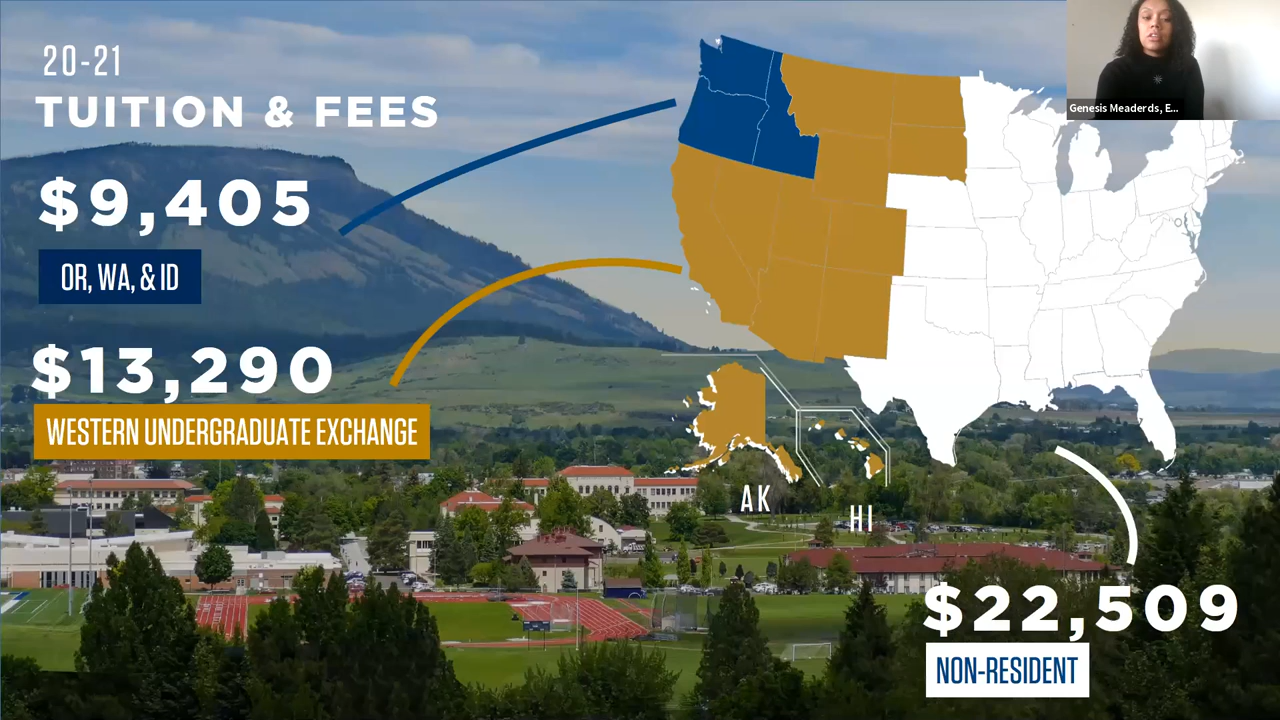 20-21
TUITION & FEES
$9,405
OR, WA, & ID
$13,290
WESTERN UNDERGRADUATE EXCHANGE
AK
HI
$22,509
NON-RESIDENT
Genesis Meaderds, E...